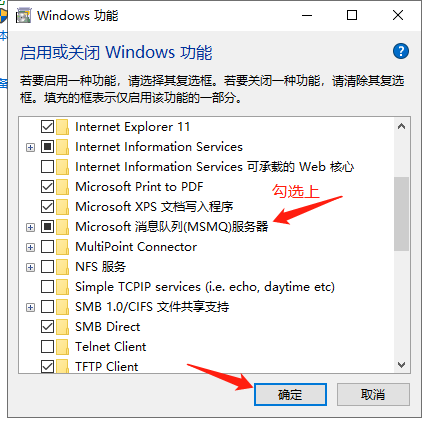 Windows 功能
启用或关闭 Windows 功能
若要启用一种功能，请选择其复选框。若要关闭一种功能，请清除其复选
框。填充的框表示仅启用该功能的一部分。
Internet Explorer 11
Internet Information Services
Internet Information Services 可承载的 Web 核心
Microsoft Print to PDF
勾选上
Microsoft XPS 文档写入程序
Microsoft 消息队列(MSMQ)服务器
MultiPoint Connector
NFS 服务
Simple TCPIP services (i.e. echo, daytime etc)
SMB 1.0/CIFS 文件共享支持
SMB Direct
Telnet Client
TFTP Client
确定
取消